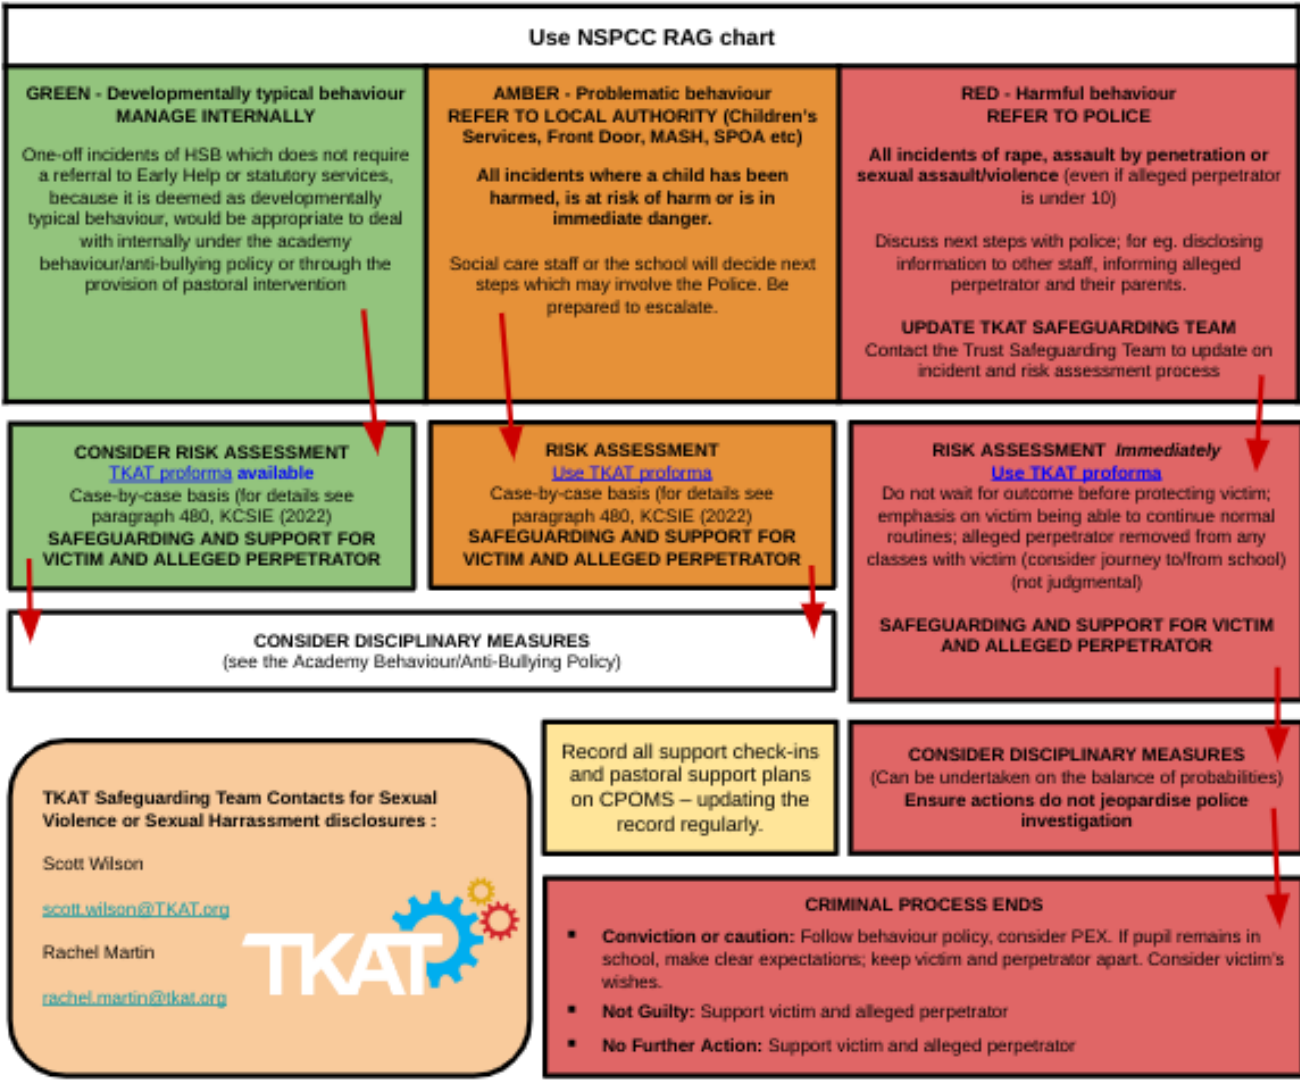 Use NSPCC RAG chart
GREEN - Developmentally typical behaviour
MANAGE INTERNALLY
One-off incidents of HSB which does not require
a referral to Early Help or statutory services,
because it is deemed as developmentally
typical behaviour, would be appropriate to deal
with internally under the academy
behaviour/anti-bullying policy or through the
provision of pastoral intervention
AMBER - Problematic behaviour
REFER TO LOCAL AUTHORITY (Children's
Services, Front Door, MASH, SPOA etc)
All incidents where a child has been
harmed, is at risk of harm or is in
immediate danger.
Social care staff or the school will decide next
steps which may involve the Police. Be
prepared to escalate.
RED - Harmful behaviour
REFER TO POLICE
All incidents of rape, assault by penetration or
sexual assault/violence (even if alleged perpetrator
is under 10)
Discuss next steps with police; for eg. disclosing
information to other staff, informing alleged
perpetrator and their parents.
UPDATE TKAT SAFEGUARDING TEAM
Contact the Trust Safeguarding Team to update on
incident and risk assessment process
CONSIDER RISK ASSESSMENT
TKAT proforma available
Case-by-case basis (for details see
paragraph 480, KCSIE (2022)
SAFEGUARDING AND SUPPORT FOR
VICTIM AND ALLEGED PERPETRATOR
RISK ASSESSMENT
Use TKAT proforma
Case-by-case basis (for details see
paragraph 480, KCSIE (2022)
SAFEGUARDING AND SUPPORT FOR
VICTIM AND ALLEGED PERPETRATOR
RISK ASSESSMENT Immediately
Use TKAT proforma
Do not wait for outcome before protecting victim;
emphasis on victim being able to continue normal
routines; alleged perpetrator removed from any
classes with victim (consider journey to/from school)
(not judgmental)
SAFEGUARDING AND SUPPORT FOR VICTIM
AND ALLEGED PERPETRATOR
CONSIDER DISCIPLINARY MEASURES
(see the Academy Behaviour/Anti-Bullying Policy)
Record all support check-ins
and pastoral support plans
on CPOMS – updating the
record regularly.
CONSIDER DISCIPLINARY MEASURES
(Can be undertaken on the balance of probabilities)
Ensure actions do not jeopardise police
investigation
TKAT Safeguarding Team Contacts for Sexual
Violence or Sexual Harrassment disclosures :
Scott Wilson
scott.wilson@TKAT.org
Rachel Martin
rachel.martin@tkat.org
TKAT
CRIMINAL PROCESS ENDS
▪ Conviction or caution: Follow behaviour policy, consider PEX. If pupil remains in
school, make clear expectations; keep victim and perpetrator apart. Consider victim's
wishes.
▪ Not Guilty: Support victim and alleged perpetrator
▪ No Further Action: Support victim and alleged perpetrator